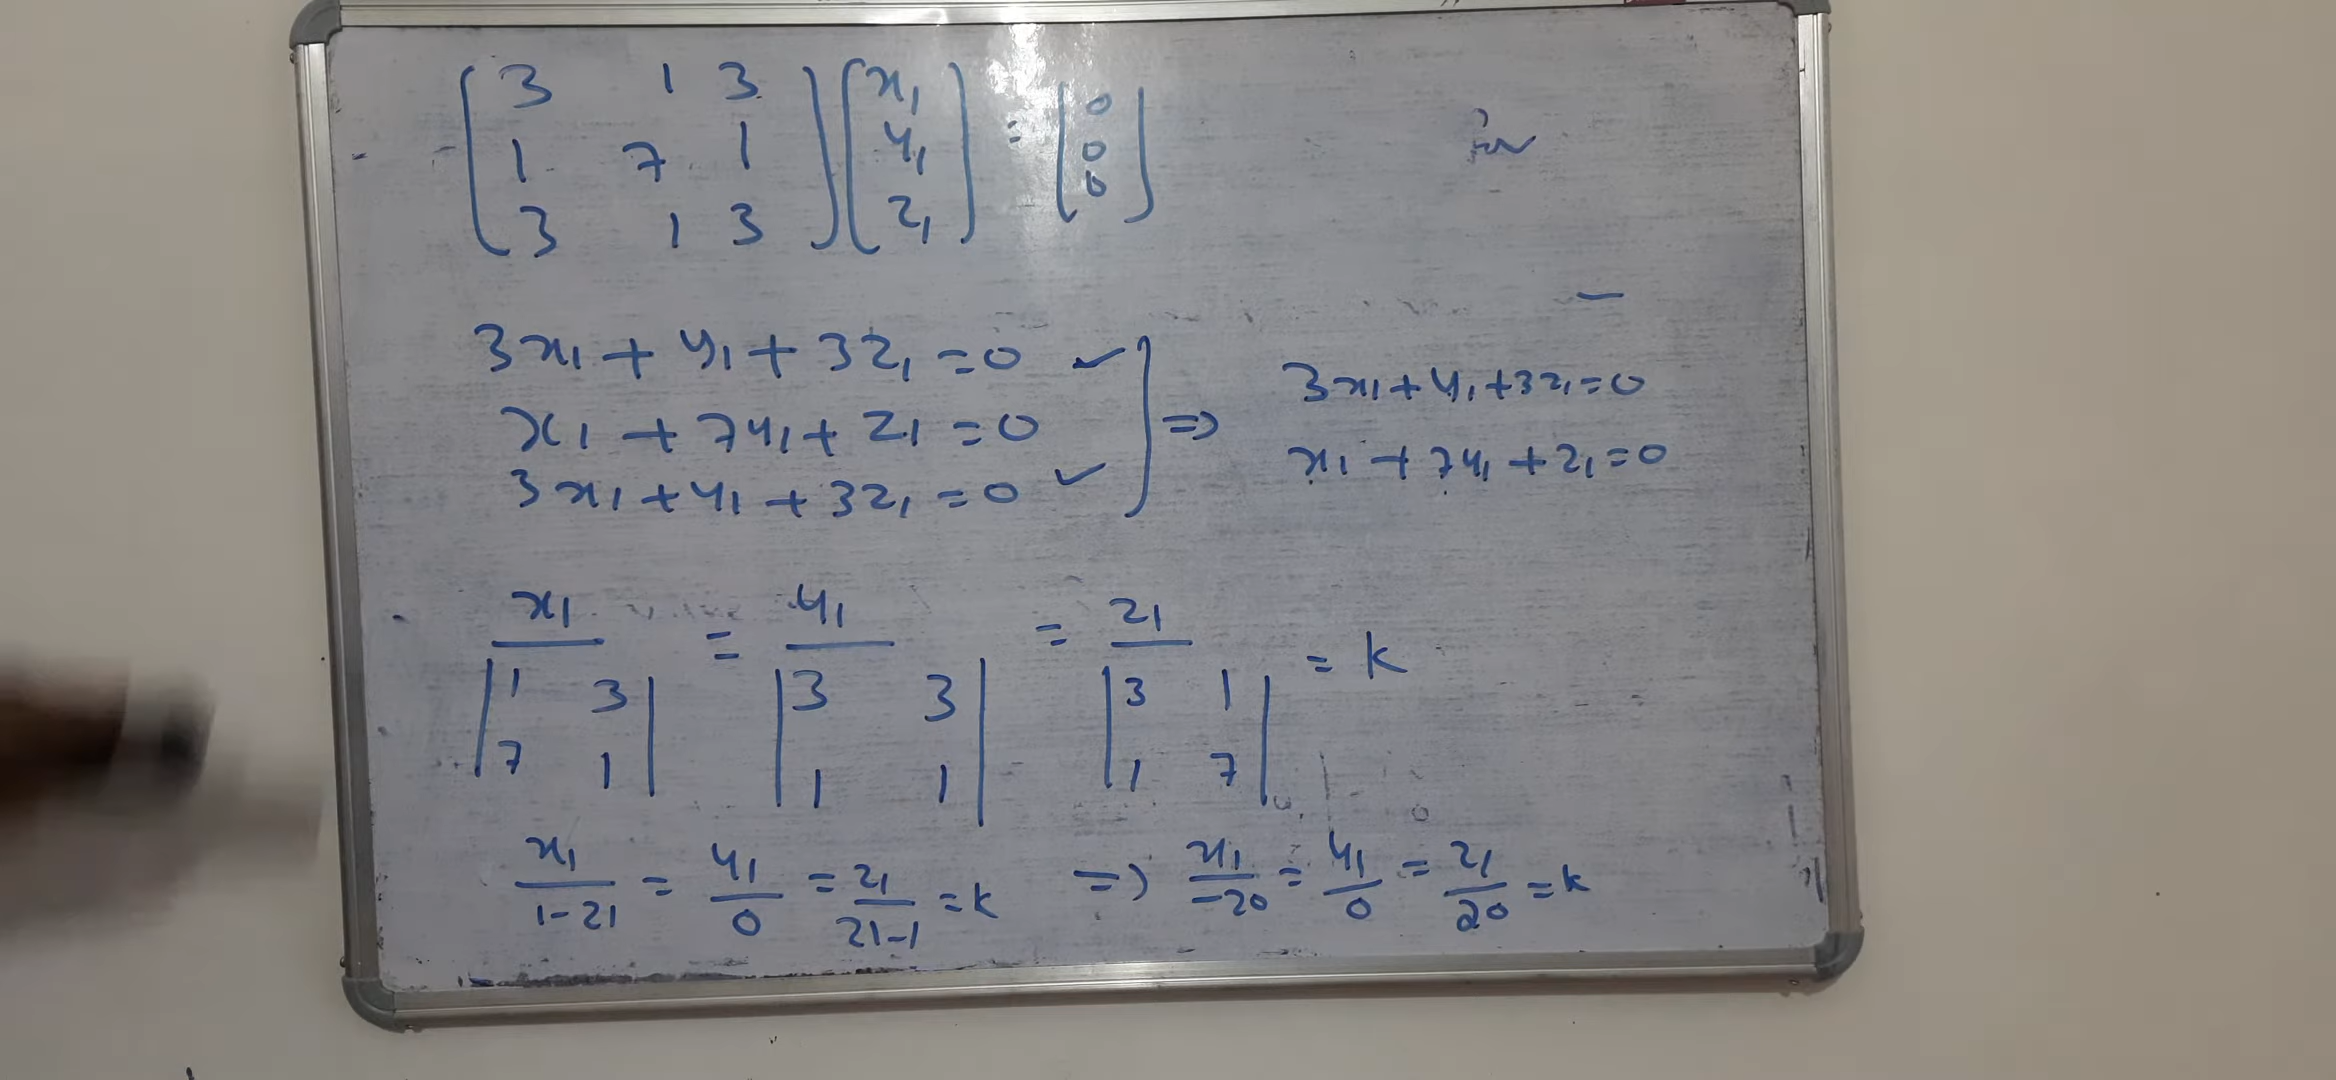 [3 1 3] [x₁] = [0]
[1 7 1] [y₁] [0]
[3 1 3] [z₁] [0]
3x₁ + y₁ + 3z₁ = 0 ✓
x₁ + 7y₁ + z₁ = 0
3x₁ + y₁ + 3z₁ = 0 ✓
⇒ 3x₁ + y₁ + 3z₁ = 0
x₁ + 7y₁ + z₁ = 0
x₁ / |1 3; 7 1| = y₁ / |3 3; 1 1| = z₁ / |3 1; 1 7| = k
x₁/(1-21) = y₁/0 = z₁/(21-1) = k ⇒ x₁/-20 = y₁/0 = z₁/20 = k